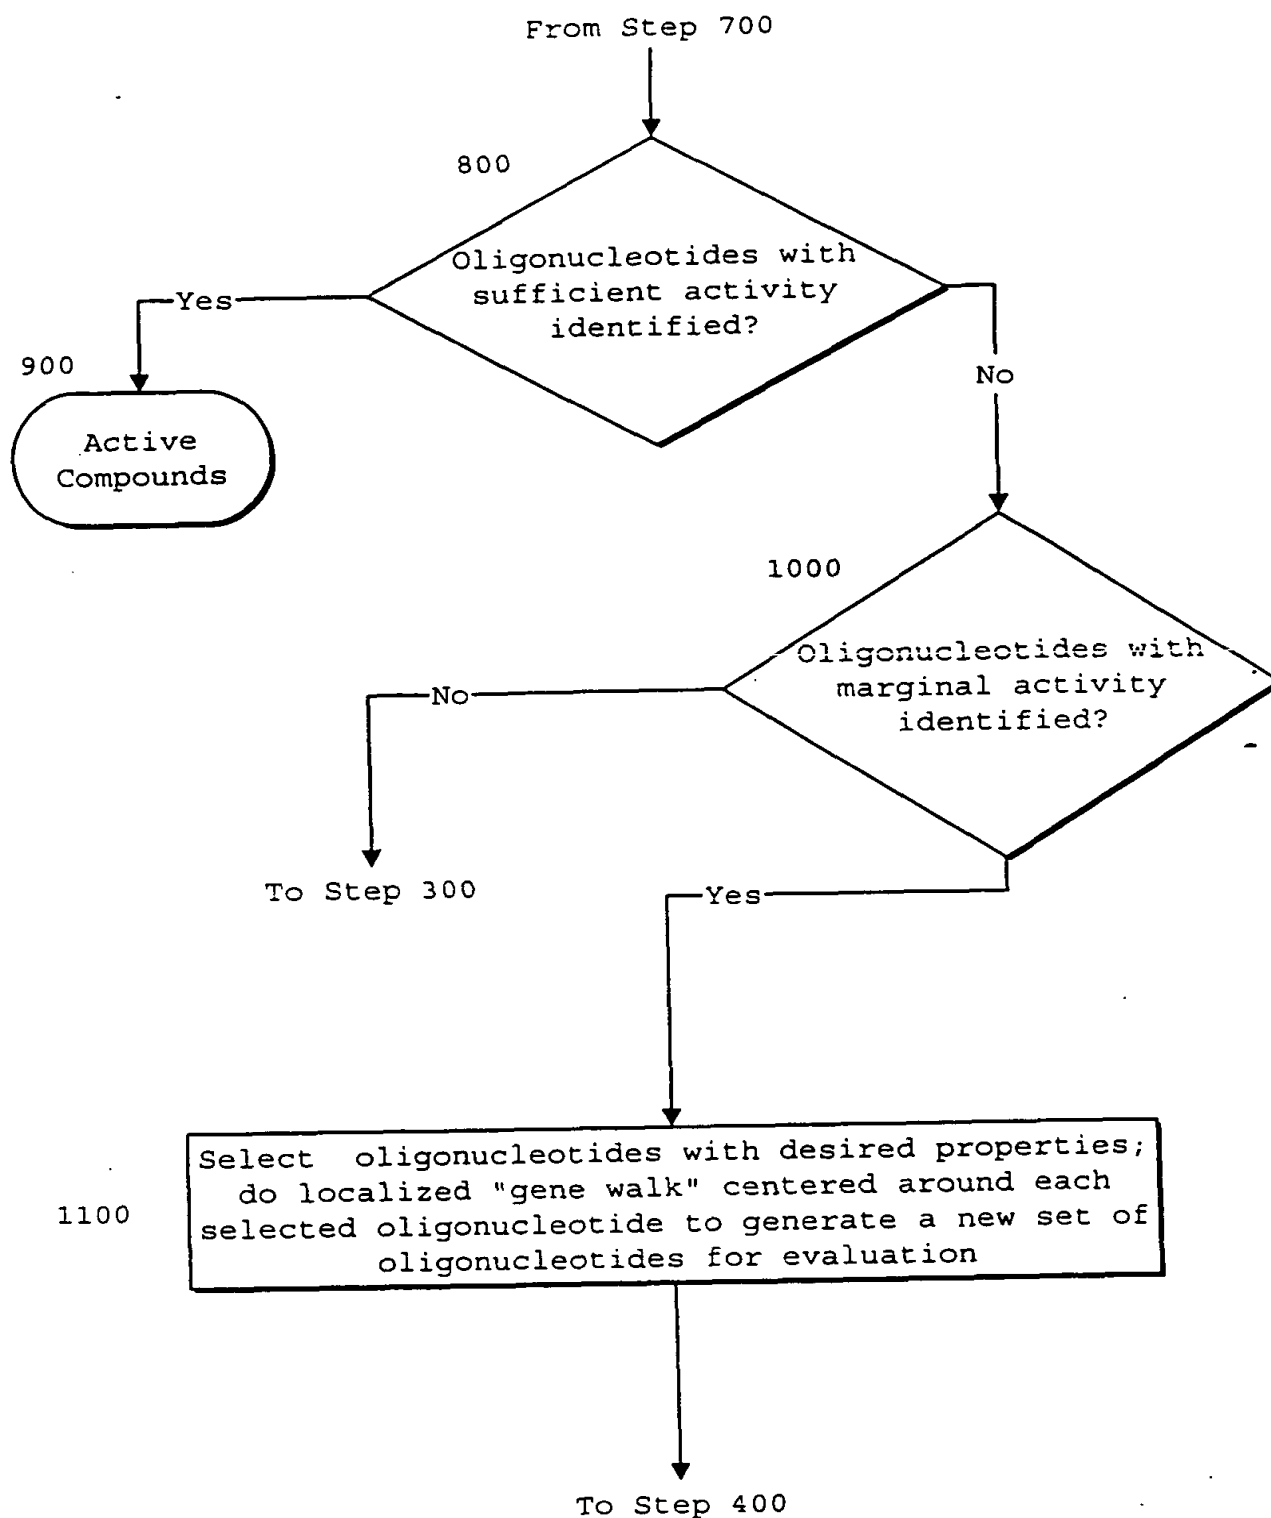 From Step 700
800
Oligonucleotides with
sufficient activity
identified?
Yes
No
900
Active
Compounds
1000
Oligonucleotides with
marginal activity
identified?
No
To Step 300
Yes
1100
Select oligonucleotides with desired properties;
do localized "gene walk" centered around each
selected oligonucleotide to generate a new set of
oligonucleotides for evaluation
To Step 400